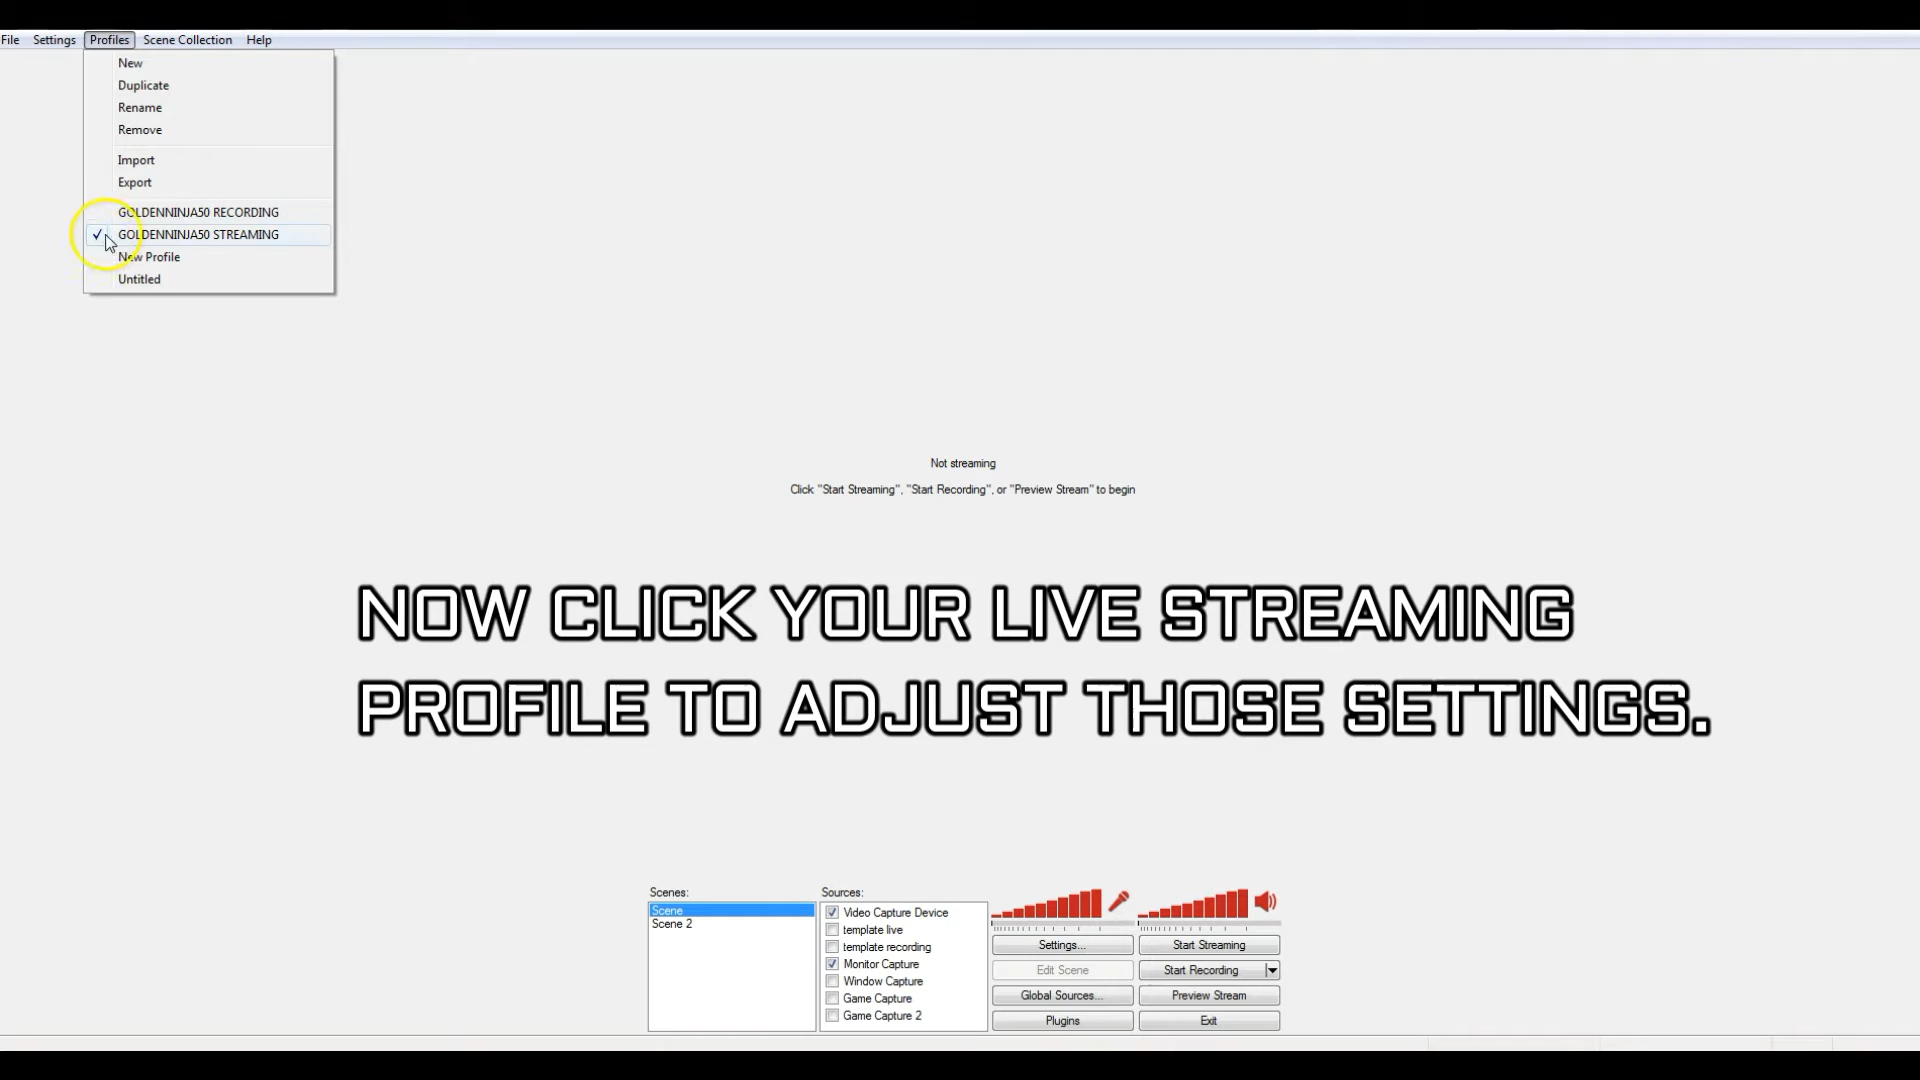 File Settings Profiles Scene Collection Help
New
Duplicate
Rename
Remove
Import
Export
GOLDENNINJA50 RECORDING
GOLDENNINJA50 STREAMING
New Profile
Untitled
Not streaming
Click "Start Streaming", "Start Recording", or "Preview Stream" to begin
NOW CLICK YOUR LIVE STREAMING
PROFILE TO ADJUST THOSE SETTINGS.
Scenes:
Scene
Scene 2
Sources:
Video Capture Device
template live
template recording
Monitor Capture
Window Capture
Game Capture
Game Capture 2
Settings...
Edit Scene
Global Sources...
Plugins
Start Streaming
Start Recording
Preview Stream
Exit